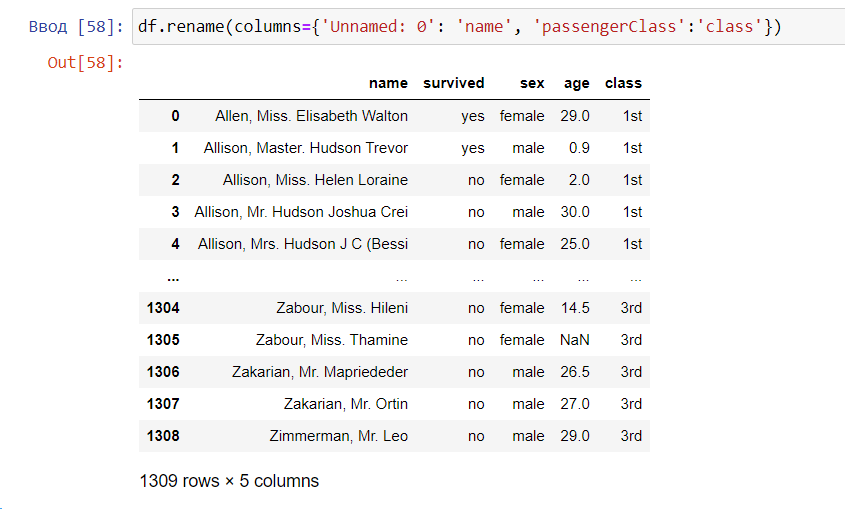 Ввод [58]: df.rename(columns={'Unnamed: 0': 'name', 'passengerClass':'class'})
Out[58]:
name survived sex age class
0 Allen, Miss. Elisabeth Walton yes female 29.0 1st
1 Allison, Master. Hudson Trevor yes male 0.9 1st
2 Allison, Miss. Helen Loraine no female 2.0 1st
3 Allison, Mr. Hudson Joshua Crei no male 30.0 1st
4 Allison, Mrs. Hudson J C (Bessi no female 25.0 1st
... ... ... ... ... ...
1304 Zabour, Miss. Hileni no female 14.5 3rd
1305 Zabour, Miss. Thamine no female NaN 3rd
1306 Zakarian, Mr. Mapriededer no male 26.5 3rd
1307 Zakarian, Mr. Ortin no male 27.0 3rd
1308 Zimmerman, Mr. Leo no male 29.0 3rd
1309 rows × 5 columns